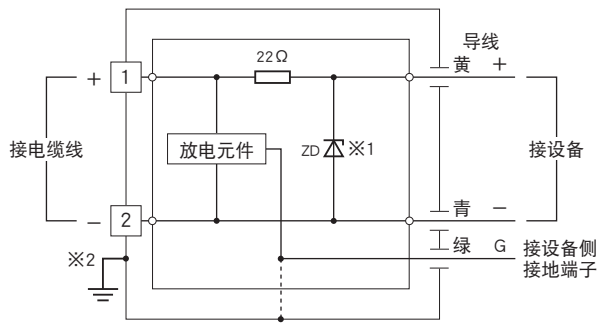 导线
22Ω
+ 1
黄 +
接电缆线
放电元件
ZD ※1
接设备
− 2
青 −
※2
绿 G 接设备侧
接地端子